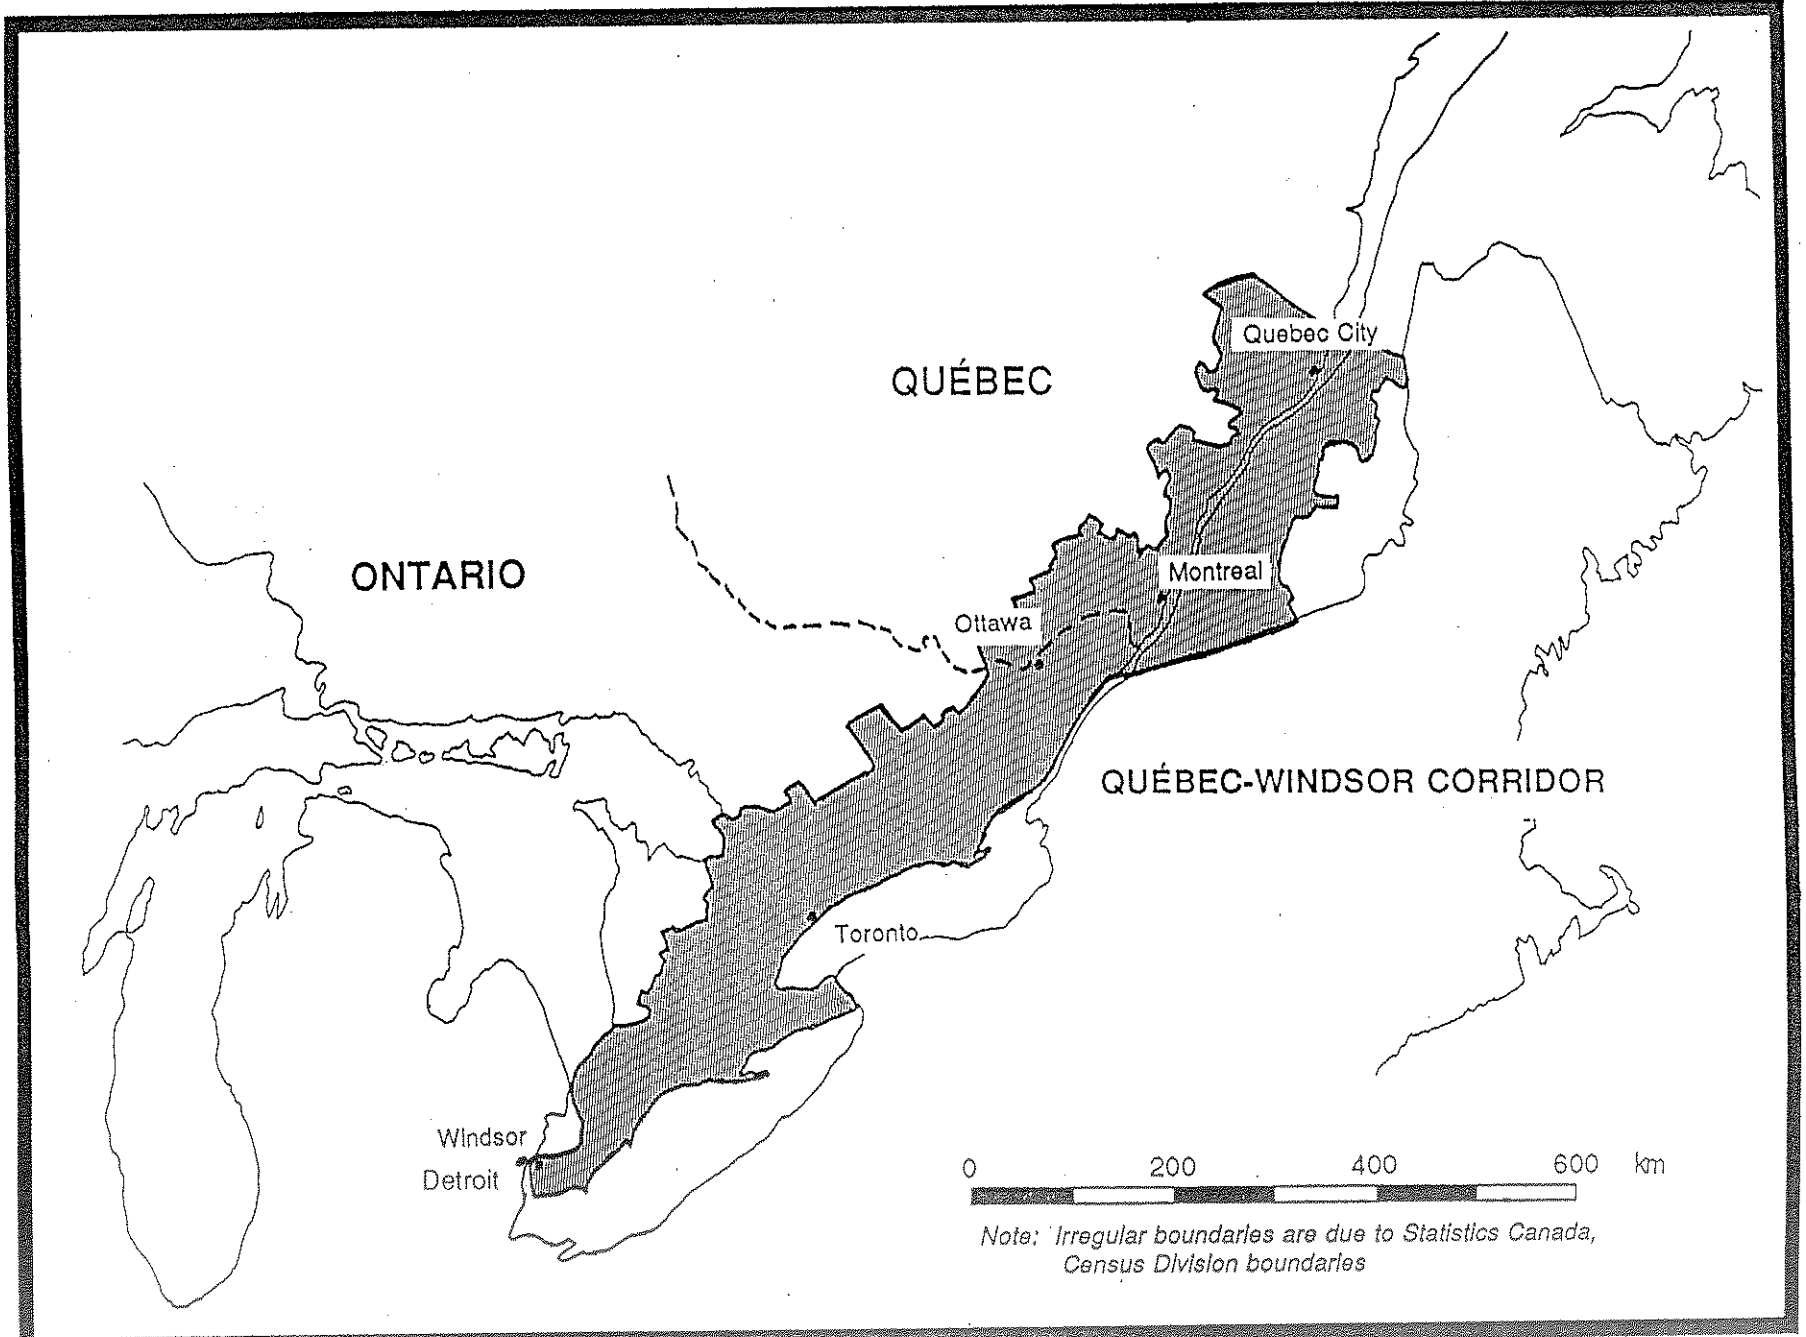 Quebec City
QUÉBEC
ONTARIO
Montreal
Ottawa
QUÉBEC-WINDSOR CORRIDOR
Toronto
Windsor
Detroit
0 200 400 600 km
Note: Irregular boundaries are due to Statistics Canada,
Census Division boundaries